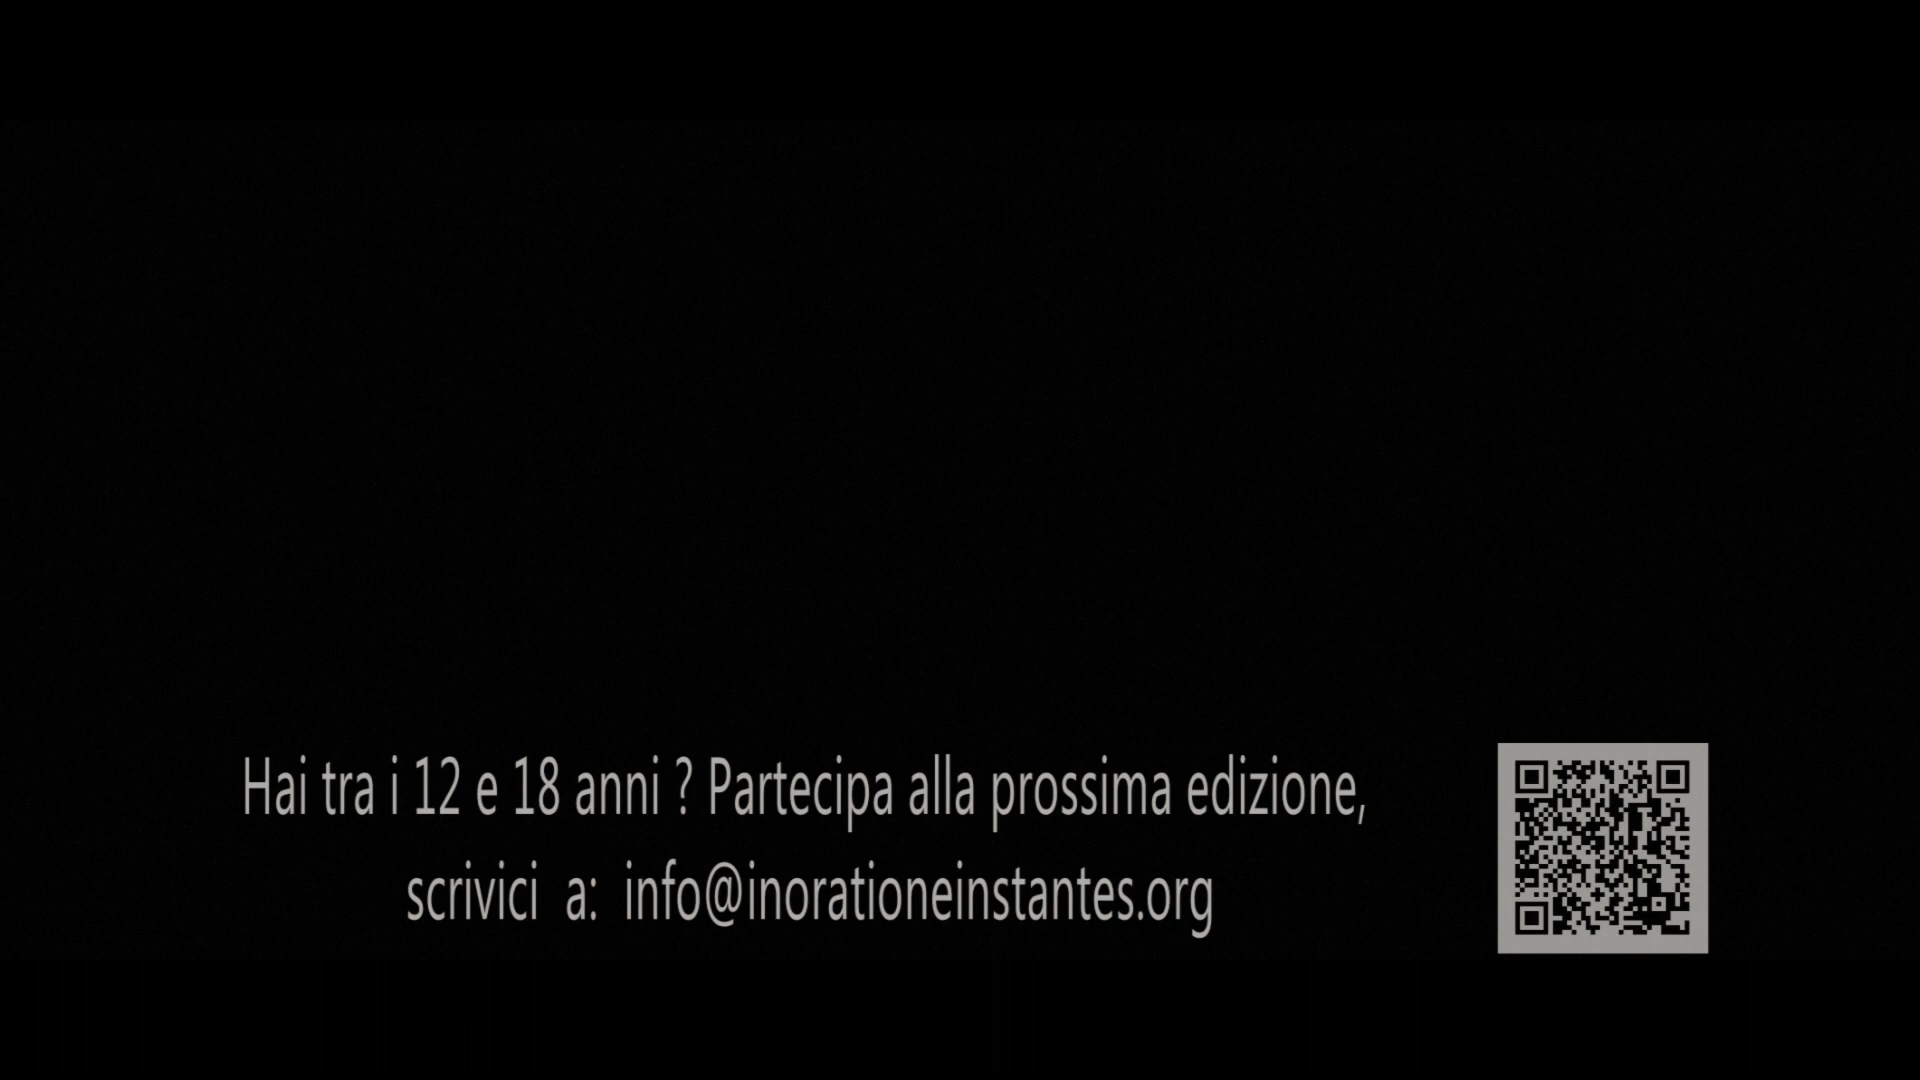 Hai tra i 12 e 18 anni ? Partecipa alla prossima edizione,
scrivici a: info@inorationeinstantes.org